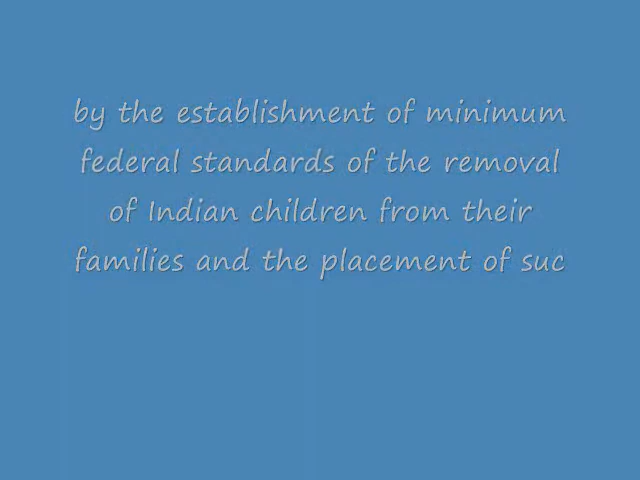 by the establishment of minimum
federal standards of the removal
of Indian children from their
families and the placement of suc